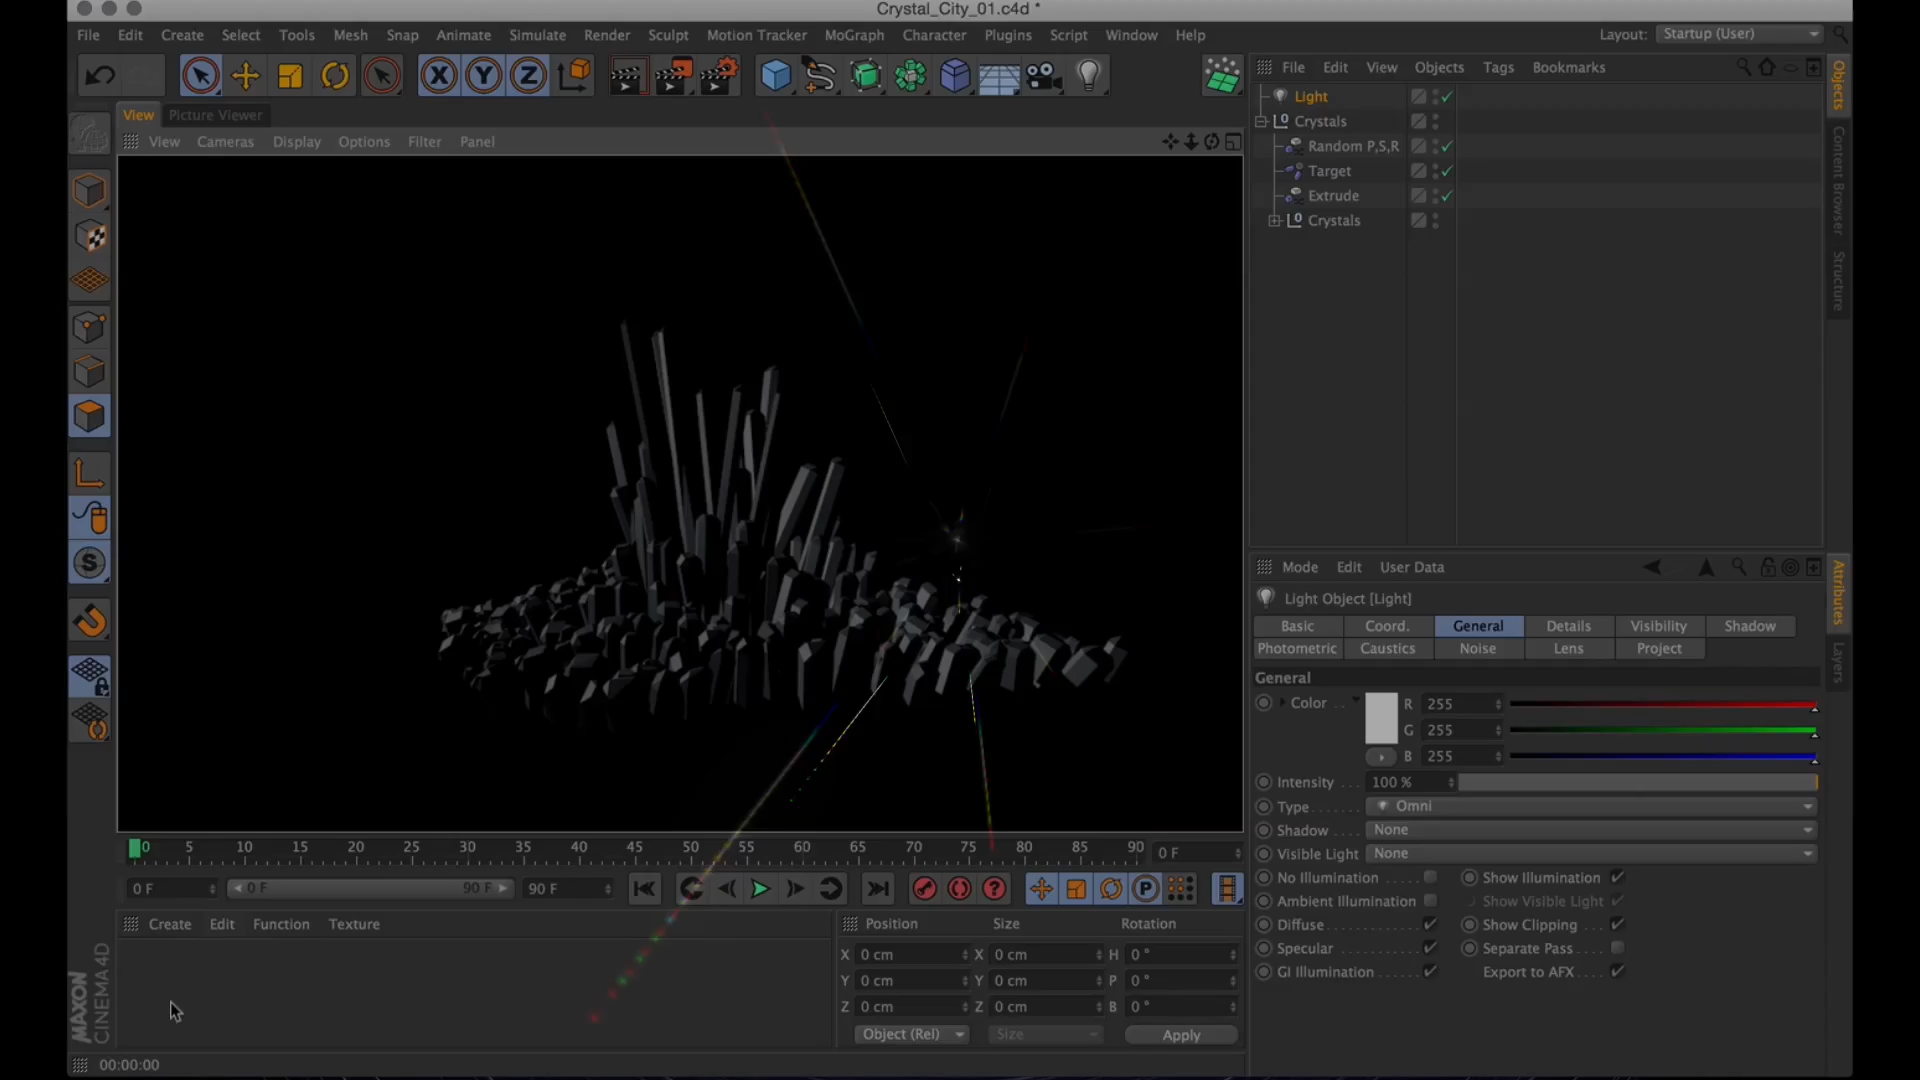 Crystal_City_01.c4d *
File Edit Create Select Tools Mesh Snap Animate Simulate Render Sculpt Motion Tracker MoGraph Character Plugins Script Window Help
Layout: Startup (User)
X Y Z
File Edit View Objects Tags Bookmarks
View Picture Viewer
View Cameras Display Options Filter Panel
Light
Crystals
Random P,S,R
Target
Extrude
Crystals
Objects
Content Browser
Structure
Mode Edit User Data
Light Object [Light]
Basic Coord. General Details Visibility Shadow
Photometric Caustics Noise Lens Project
General
Color R 255
G 255
B 255
Intensity 100 %
Type Omni
Shadow None
Visible Light None
No Illumination Show Illumination
Ambient Illumination Show Visible Light
Diffuse Show Clipping
Specular Separate Pass
GI Illumination Export to AFX
Attributes
Layers
0 5 10 15 20 25 30 35 40 45 50 55 60 65 70 75 80 85 90 0 F
0 F 0 F 90 F 90 F
Create Edit Function Texture
Position Size Rotation
X 0 cm X 0 cm H 0 °
Y 0 cm Y 0 cm P 0 °
Z 0 cm Z 0 cm B 0 °
Object (Rel) Size Apply
MAXON
CINEMA 4D
00:00:00